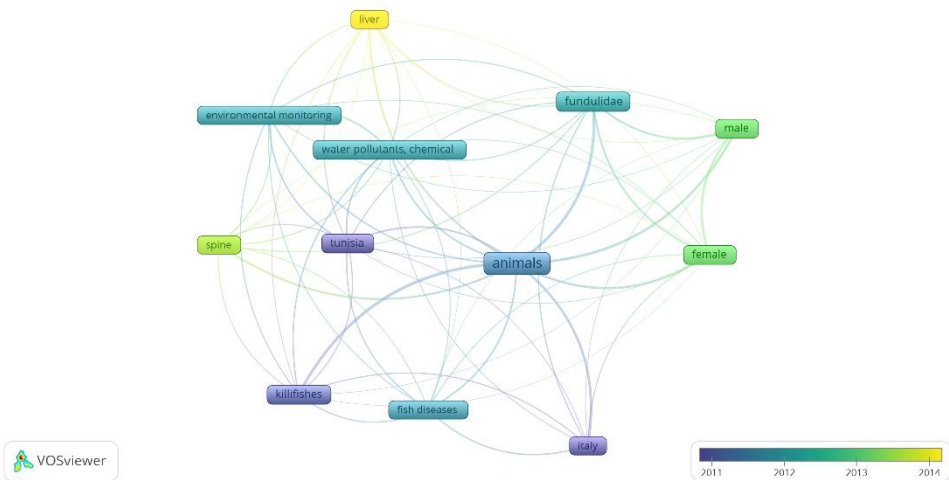 liver
fundulidae
environmental monitoring
male
water pollutants, chemical
spine
tunisia
female
animals
killifishes
fish diseases
italy
VOSviewer
2011 2012 2013 2014